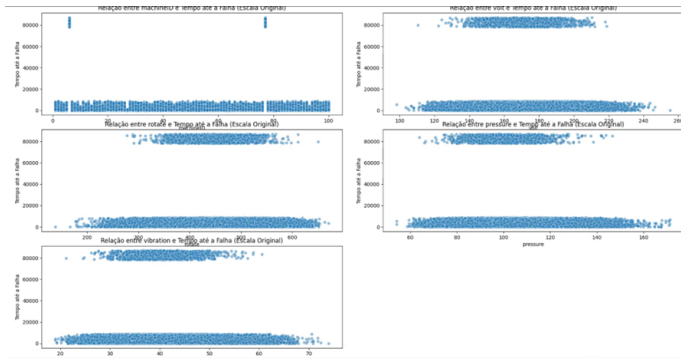 Relação entre machineID e Tempo até a Falha (Escala Original)
Tempo até a Falha
80000
60000
40000
20000
0
0 20 40 60 80 100
Relação entre volt e Tempo até a Falha (Escala Original)
Tempo até a Falha
80000
60000
40000
20000
0
100 120 140 160 180 200 220 240 260
Relação entre rotate e Tempo até a Falha (Escala Original)
Tempo até a Falha
80000
60000
40000
20000
0
200 300 400 500 600 700
rotate
Relação entre pressure e Tempo até a Falha (Escala Original)
Tempo até a Falha
80000
60000
40000
20000
0
60 80 100 120 140 160
pressure
Relação entre vibration e Tempo até a Falha (Escala Original)
Tempo até a Falha
80000
60000
40000
20000
0
20 30 40 50 60 70